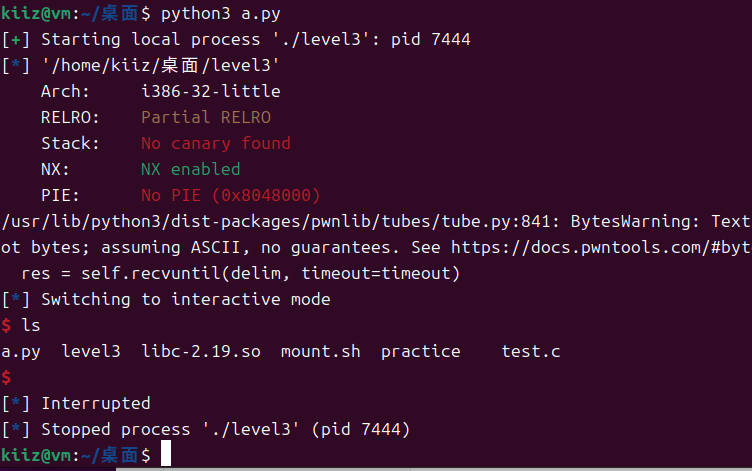 kiiz@vm:~/桌面$ python3 a.py
[+] Starting local process './level3': pid 7444
[*] '/home/kiiz/桌面/level3'
    Arch:     i386-32-little
    RELRO:    Partial RELRO
    Stack:    No canary found
    NX:       NX enabled
    PIE:      No PIE (0x8048000)
/usr/lib/python3/dist-packages/pwnlib/tubes/tube.py:841: BytesWarning: Text
ot bytes; assuming ASCII, no guarantees. See https://docs.pwntools.com/#byt
  res = self.recvuntil(delim, timeout=timeout)
[*] Switching to interactive mode
$ ls
a.py  level3  libc-2.19.so  mount.sh  practice    test.c
$
[*] Interrupted
[*] Stopped process './level3' (pid 7444)
kiiz@vm:~/桌面$